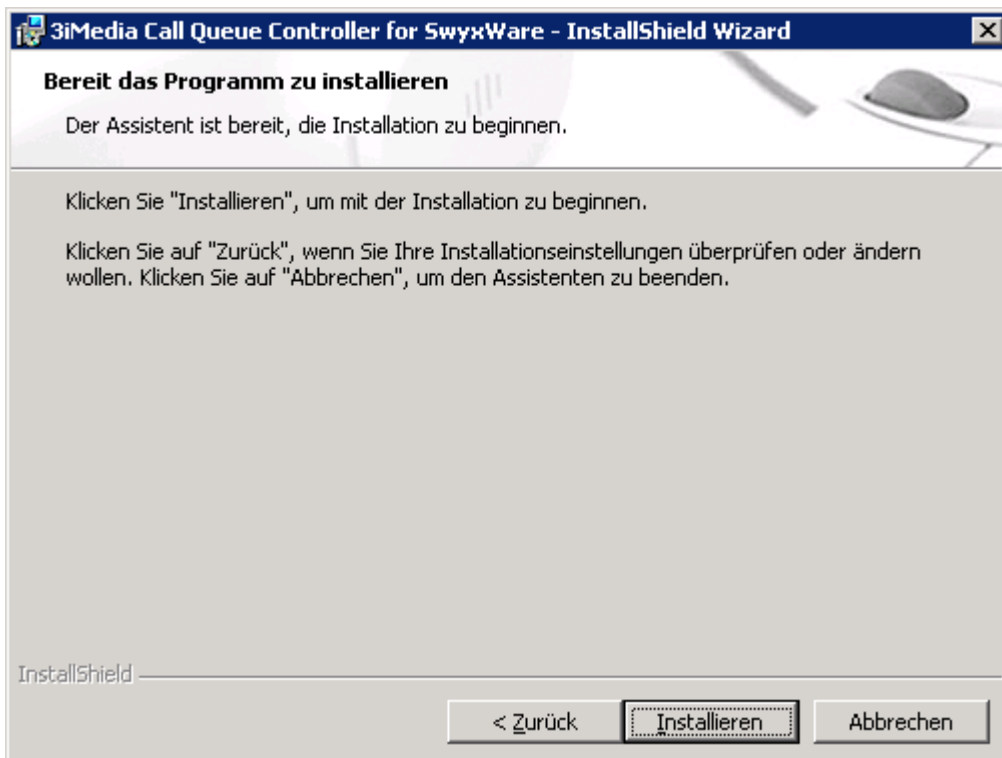 3iMedia Call Queue Controller for SwyxWare - InstallShield Wizard
Bereit das Programm zu installieren
Der Assistent ist bereit, die Installation zu beginnen.
Klicken Sie "Installieren", um mit der Installation zu beginnen.
Klicken Sie auf "Zurück", wenn Sie Ihre Installationseinstellungen überprüfen oder ändern
wollen. Klicken Sie auf "Abbrechen", um den Assistenten zu beenden.
InstallShield
< Zurück Installieren Abbrechen